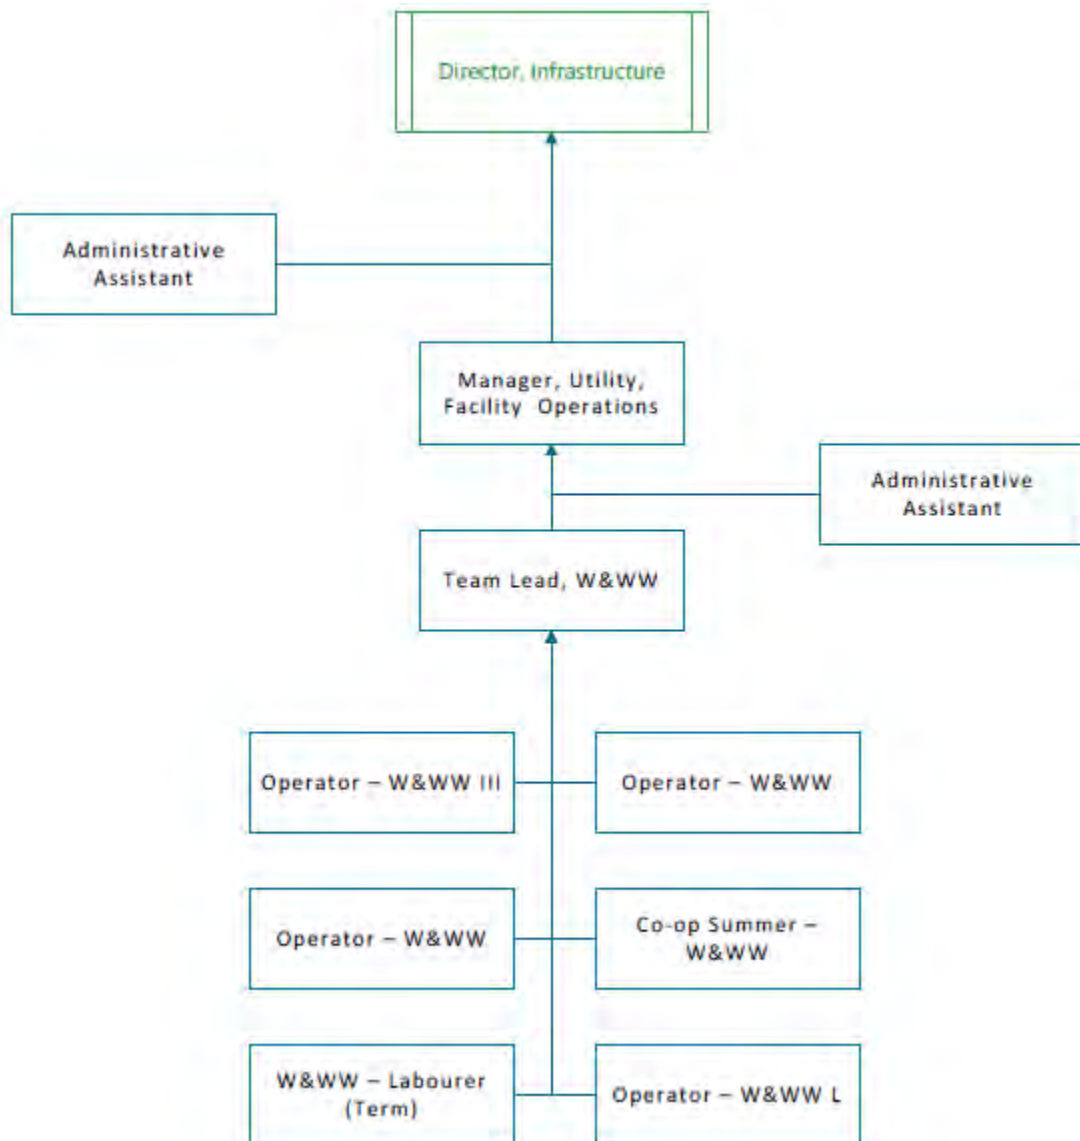 Director, Infrastructure
Administrative
Assistant
Manager, Utility,
Facility Operations
Administrative
Assistant
Team Lead, W&WW
Operator – W&WW III
Operator – W&WW
Operator – W&WW
Co-op Summer –
W&WW
W&WW – Labourer
(Term)
Operator – W&WW L